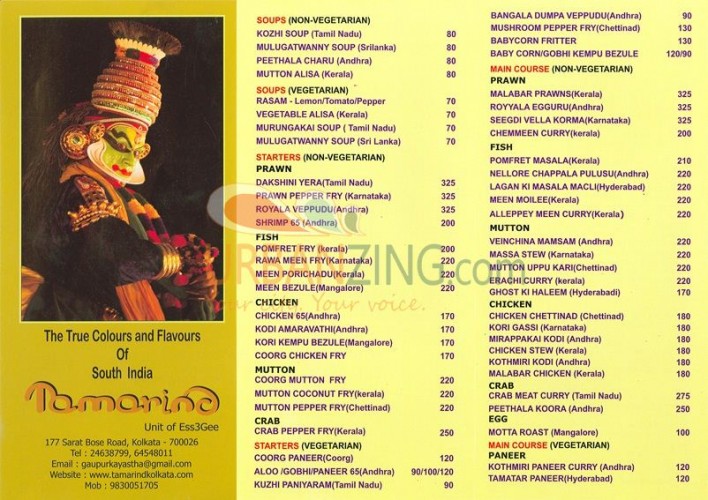 The True Colours and Flavours
Of
South India
Tamarind
Unit of Ess3Gee
177 Sarat Bose Road, Kolkata - 700026
Tel : 24638799, 64548011
Email : gaupurkayastha@gmail.com
Website : www.tamarindkolkata.com
Mob : 9830051705
SOUPS (NON-VEGETARIAN)
KOZHI SOUP (Tamil Nadu) 80
MULUGATWANNY SOUP (Srilanka) 80
PEETHALA CHARU (Andhra) 80
MUTTON ALISA (Kerala) 80
SOUPS (VEGETARIAN)
RASAM - Lemon/Tomato/Pepper 70
VEGETABLE ALISA (Kerala) 70
MURUNGAKAI SOUP ( Tamil Nadu) 70
MULUGATWANNY SOUP (Sri Lanka) 70
STARTERS (NON-VEGETARIAN)
PRAWN
DAKSHINI YERA(Tamil Nadu) 325
PRAWN PEPPER FRY (Karnataka) 325
ROYALA VEPPUDU(Andhra) 325
SHRIMP 65 (Andhra) 200
FISH
POMFRET FRY (kerala) 200
RAWA MEEN FRY(Karnataka) 220
MEEN PORICHADU(Kerala) 220
MEEN BEZULE(Mangalore) 220
CHICKEN
CHICKEN 65(Andhra) 170
KODI AMARAVATHI(Andhra) 170
KORI KEMPU BEZULE(Mangalore) 170
COORG CHICKEN FRY 170
MUTTON
COORG MUTTON FRY 220
MUTTON COCONUT FRY(kerala) 220
MUTTON PEPPER FRY(Chettinad) 220
CRAB
CRAB PEPPER FRY(Kerala) 250
STARTERS (VEGETARIAN)
COORG PANEER(Coorg) 120
ALOO /GOBHI/PANEER 65(Andhra) 90/100/120
KUZHI PANIYARAM(Tamil Nadu) 90
BANGALA DUMPA VEPPUDU(Andhra) 90
MUSHROOM PEPPER FRY(Chettinad) 130
BABYCORN FRITTER 130
BABY CORN/GOBHI KEMPU BEZULE 120/90
MAIN COURSE (NON-VEGETARIAN)
PRAWN
MALABAR PRAWNS(Kerala) 325
ROYYALA EGGURU(Andhra) 325
SEEGDI VELLA KORMA(Karnataka) 325
CHEMMEEN CURRY(kerala) 200
FISH
POMFRET MASALA(Kerala) 210
NELLORE CHAPPALA PULUSU(Andhra) 220
LAGAN KI MASALA MACLI(Hyderabad) 220
MEEN MOILEE(Kerala) 220
ALLEPPEY MEEN CURRY(Kerala) 220
MUTTON
VEINCHINA MAMSAM (Andhra) 220
MASSA STEW (Karnataka) 220
MUTTON UPPU KARI(Chettinad) 220
ERACHI CURRY (kerala) 220
GHOST KI HALEEM (Hyderabadi) 170
CHICKEN
CHICKEN CHETTINAD (Chettinad) 180
KORI GASSI (Karnataka) 180
MIRAPPAKAI KODI (Andhra) 180
CHICKEN STEW (Kerala) 180
KOTHMIRI KODI (Andhra) 180
MALABAR CHICKEN (Kerala) 180
CRAB
CRAB MEAT CURRY (Tamil Nadu) 275
PEETHALA KOORA (Andhra) 250
EGG
MOTTA ROAST (Mangalore) 100
MAIN COURSE (VEGETARIAN)
PANEER
KOTHMIRI PANEER CURRY (Andhra) 120
TAMATAR PANEER(Hyderabad) 120
URBANZING.com
Your city. Your voice.